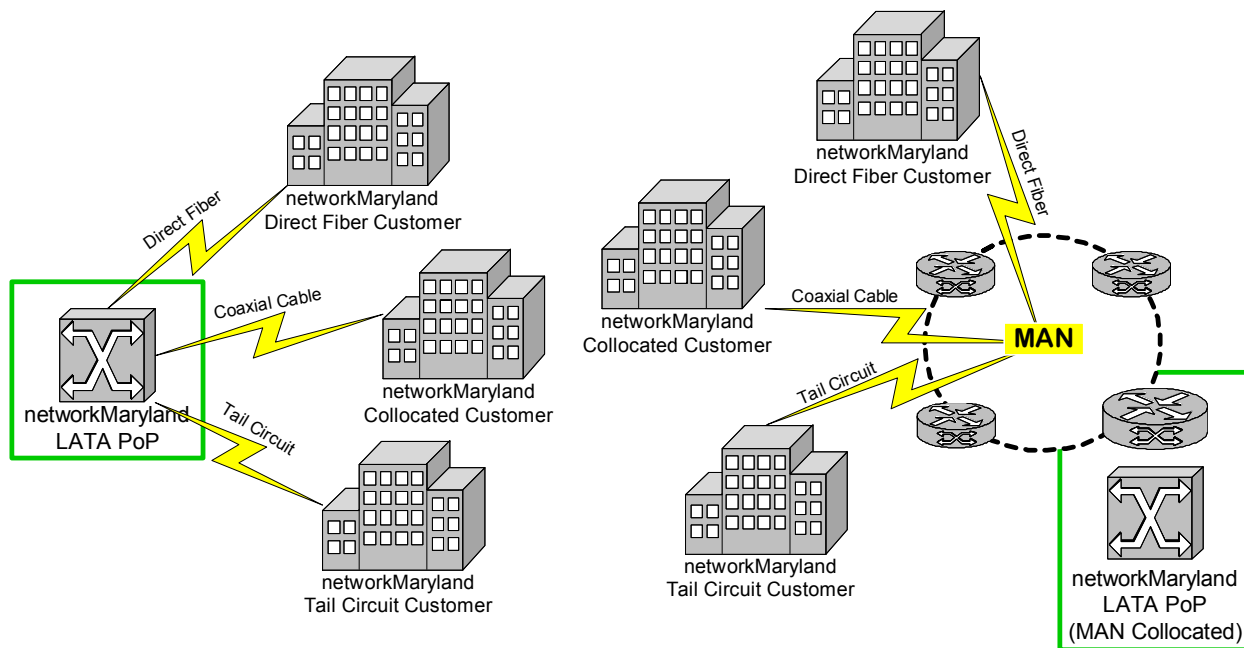 networkMaryland
Direct Fiber Customer
Direct Fiber
Coaxial Cable
networkMaryland
Collocated Customer
networkMaryland
LATA PoP
Tail Circuit
networkMaryland
Tail Circuit Customer
networkMaryland
Direct Fiber Customer
Direct Fiber
Coaxial Cable
networkMaryland
Collocated Customer
MAN
Tail Circuit
networkMaryland
Tail Circuit Customer
networkMaryland
LATA PoP
(MAN Collocated)